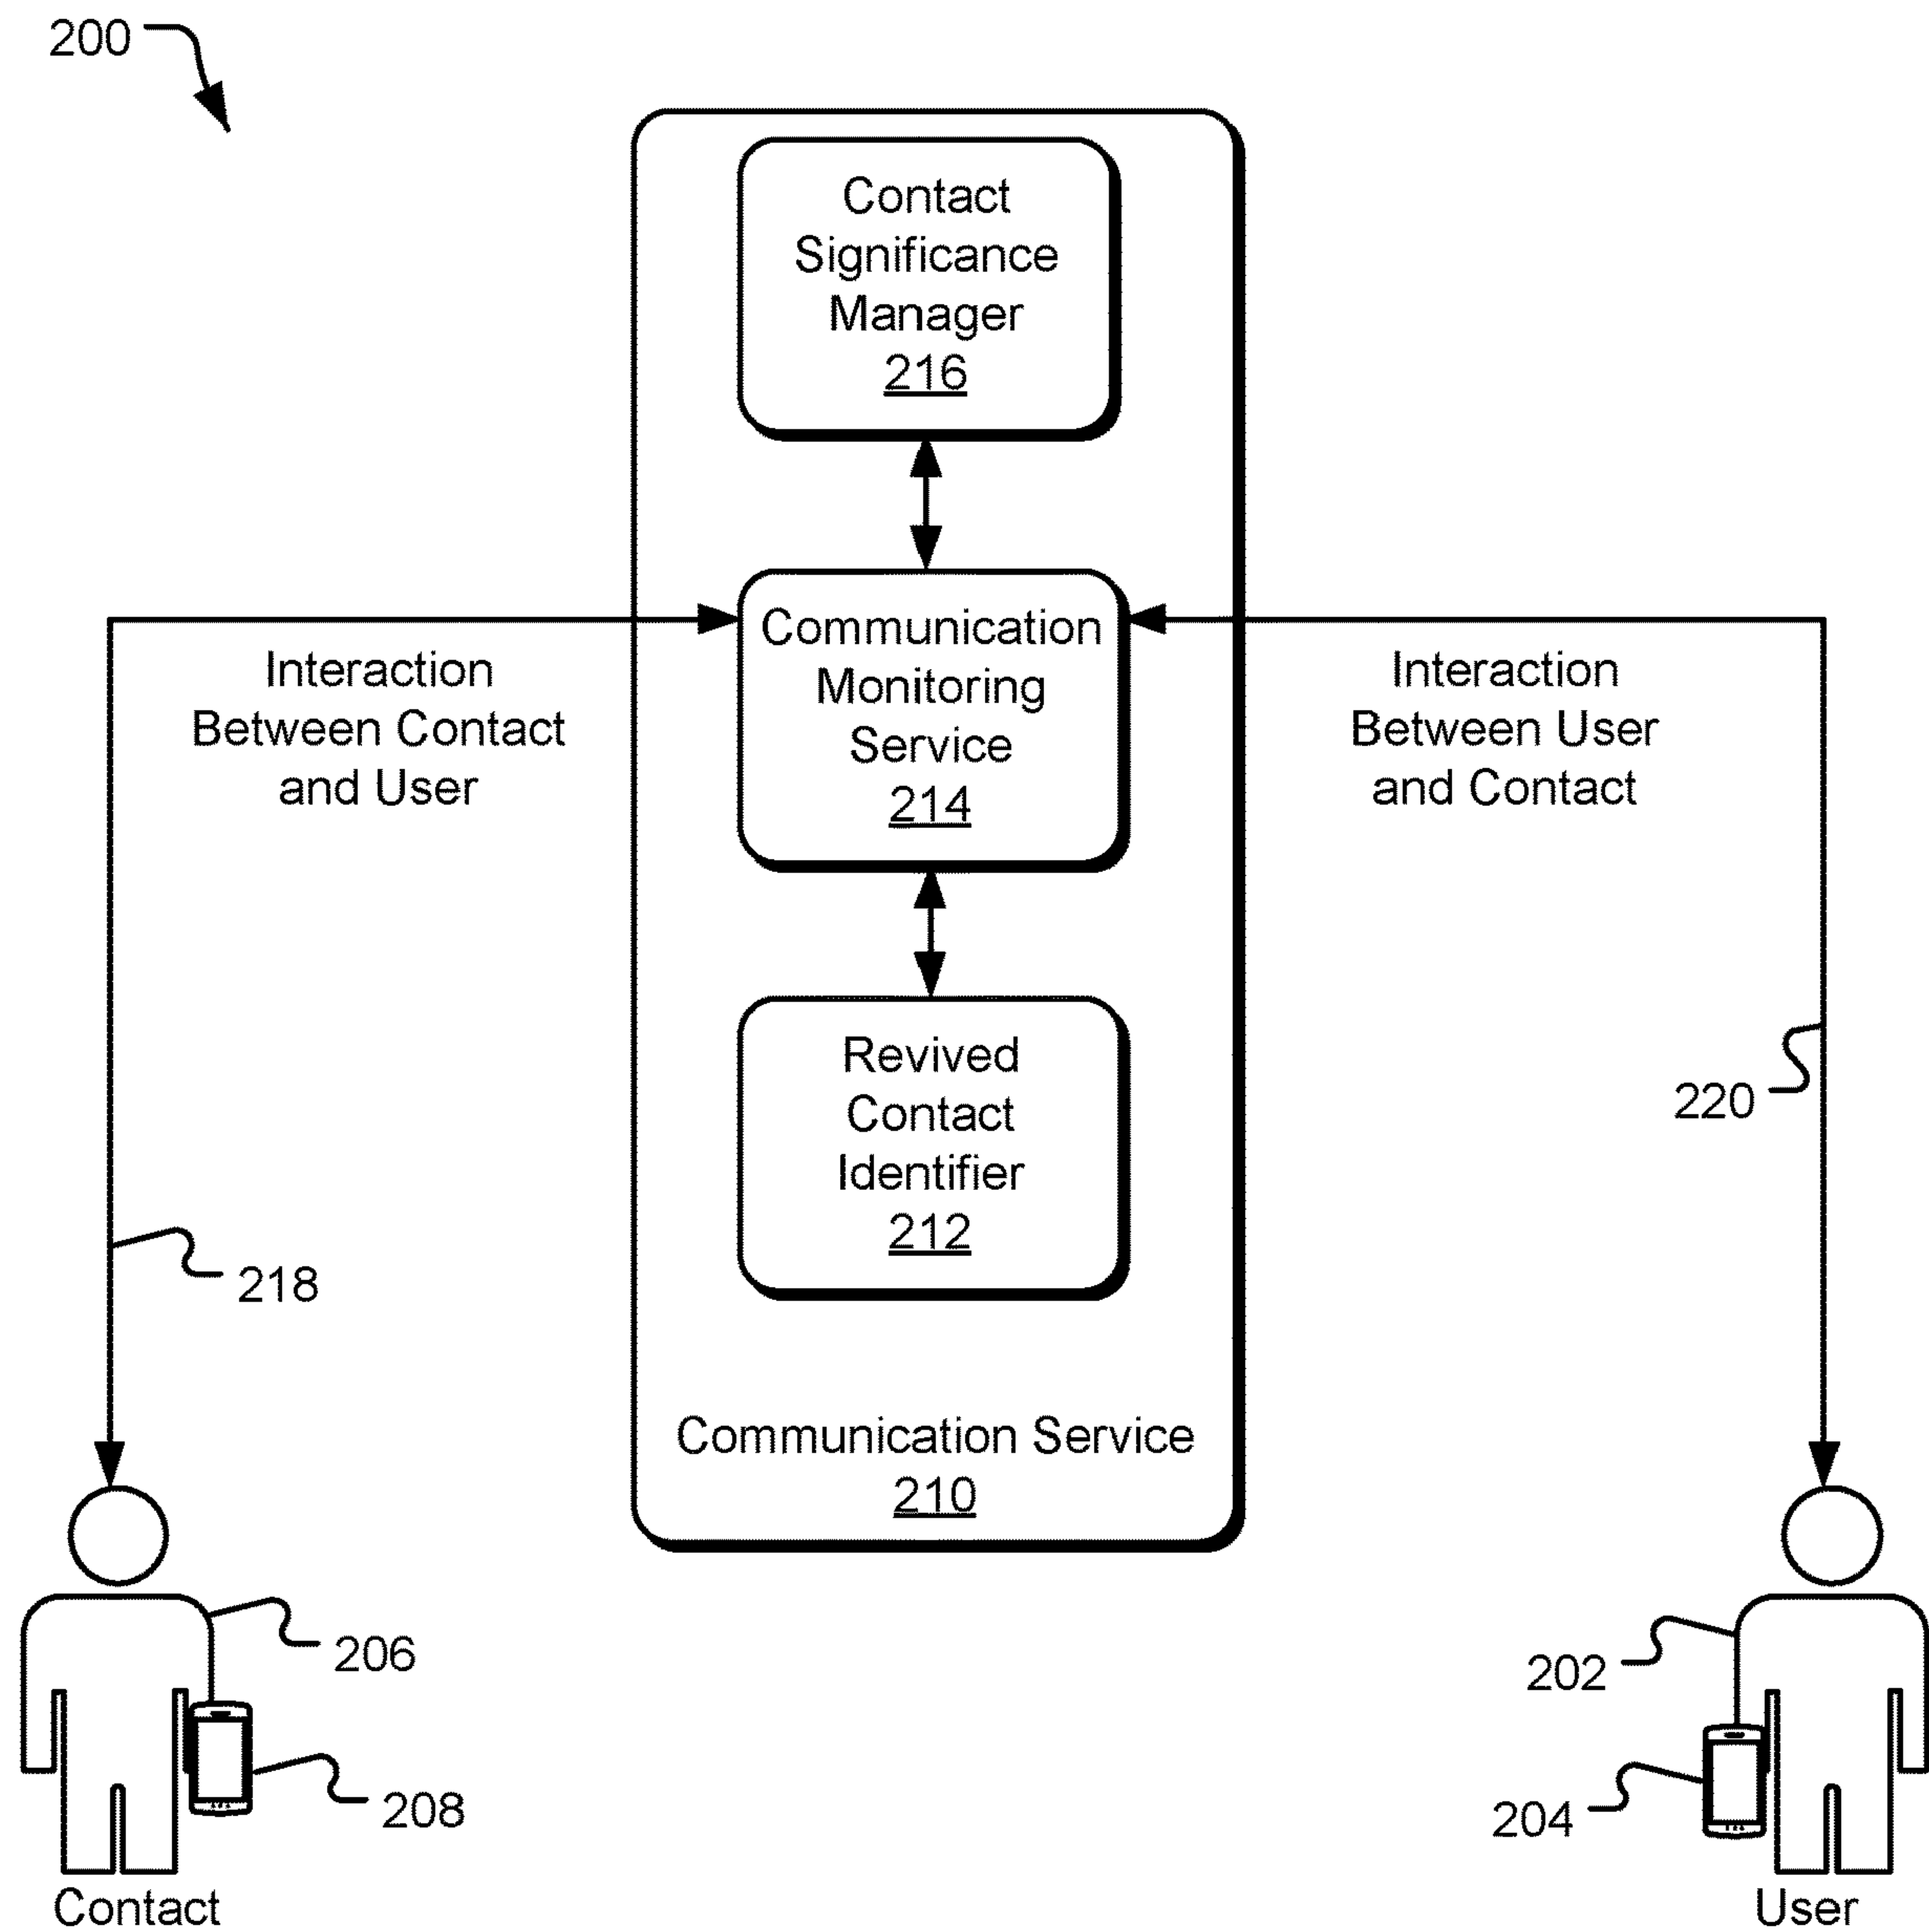 200
Contact
Significance
Manager
216
Communication
Monitoring
Service
214
Interaction
Between Contact
and User
Interaction
Between User
and Contact
Revived
Contact
Identifier
212
220
218
Communication Service
210
206
202
208
204
Contact
User